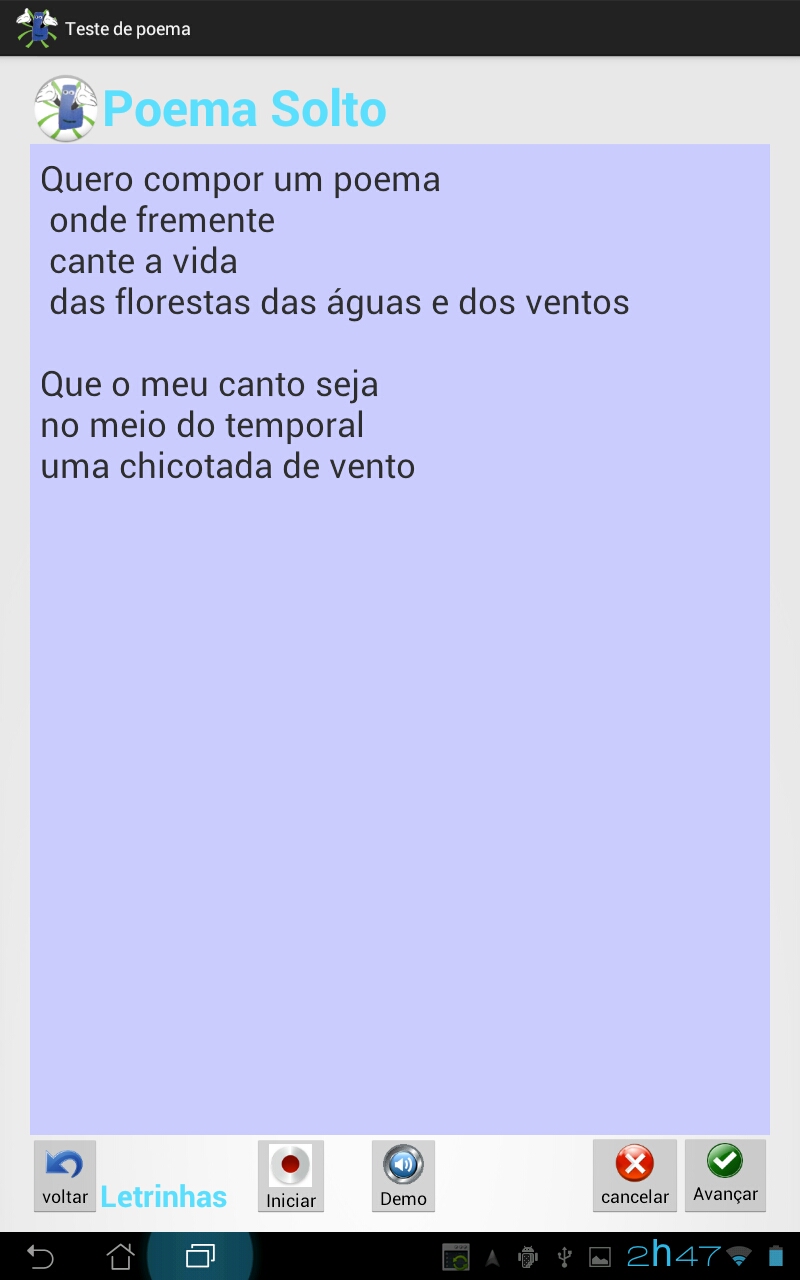 Teste de poema
Poema Solto
Quero compor um poema
onde fremente
cante a vida
das florestas das águas e dos ventos
Que o meu canto seja
no meio do temporal
uma chicotada de vento
voltar
Letrinhas
Iniciar
Demo
cancelar
Avançar
2h47